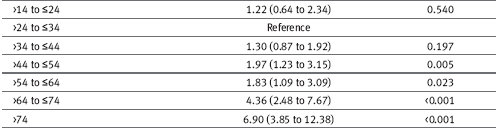 >14 to ≤24 1.22 (0.64 to 2.34) 0.540
>24 to ≤34 Reference
>34 to ≤44 1.30 (0.87 to 1.92) 0.197
>44 to ≤54 1.97 (1.23 to 3.15) 0.005
>54 to ≤64 1.83 (1.09 to 3.09) 0.023
>64 to ≤74 4.36 (2.48 to 7.67) <0.001
>74 6.90 (3.85 to 12.38) <0.001